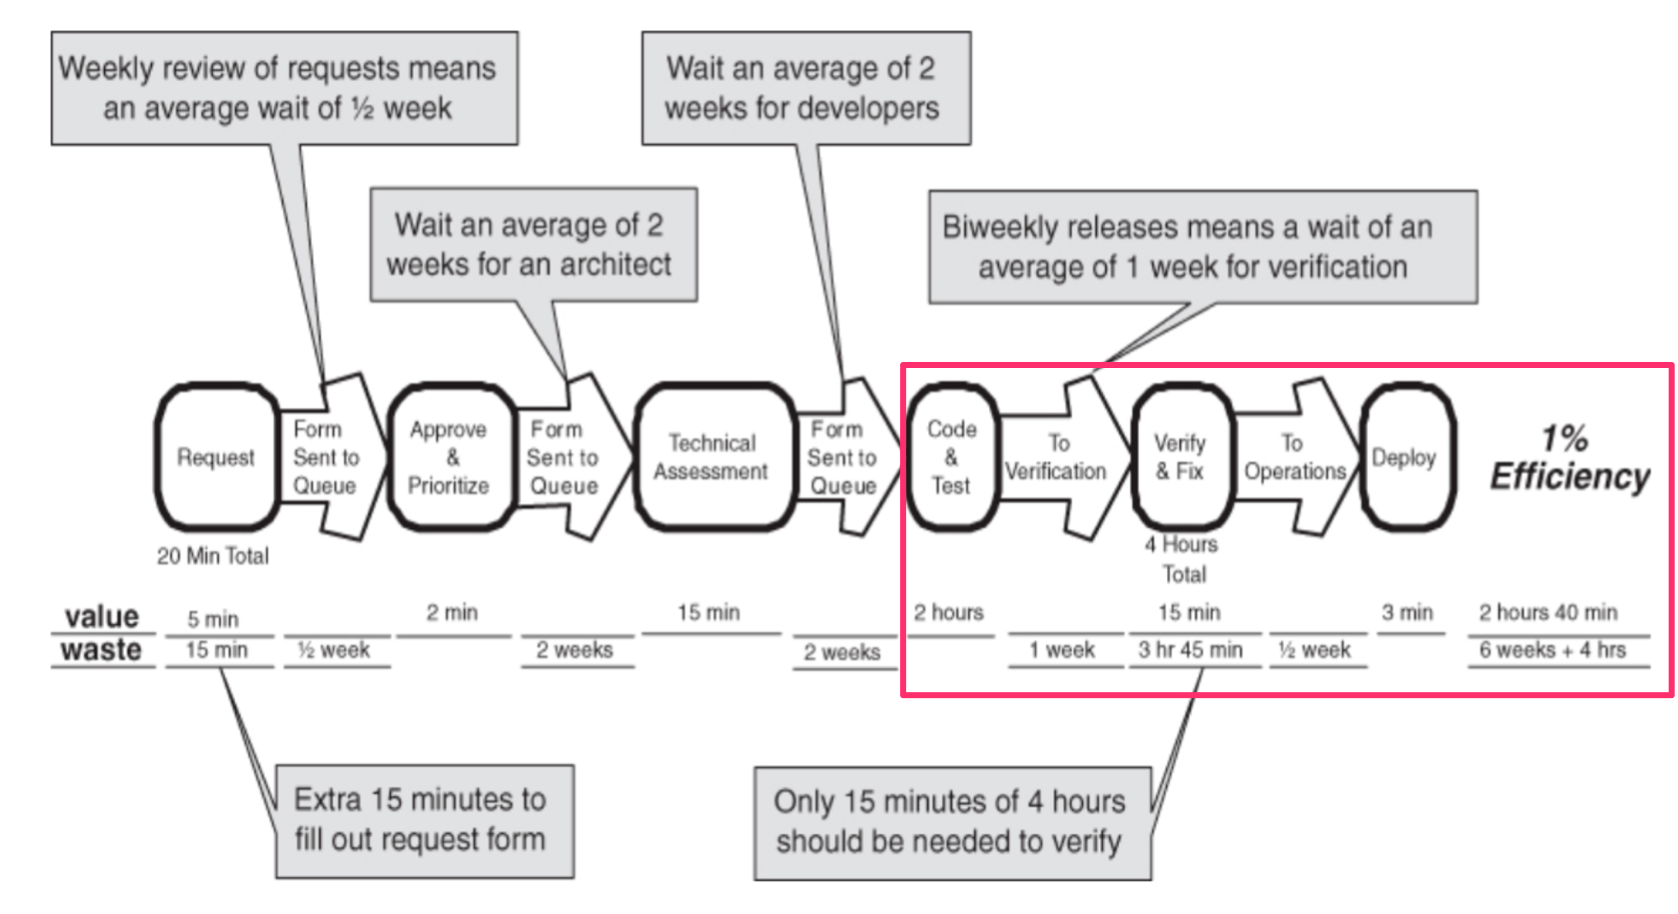 Weekly review of requests means
an average wait of ½ week
Wait an average of 2
weeks for developers
Wait an average of 2
weeks for an architect
Biweekly releases means a wait of an
average of 1 week for verification
Request
Form
Sent to
Queue
Approve
&
Prioritize
Form
Sent to
Queue
Technical
Assessment
Form
Sent to
Queue
Code
&
Test
To
Verification
Verify
& Fix
To
Operations
Deploy
1%
Efficiency
20 Min Total
4 Hours
Total
value 5 min 2 min 15 min 2 hours 15 min 3 min 2 hours 40 min
waste 15 min ½ week 2 weeks 2 weeks 1 week 3 hr 45 min ½ week 6 weeks + 4 hrs
Extra 15 minutes to
fill out request form
Only 15 minutes of 4 hours
should be needed to verify